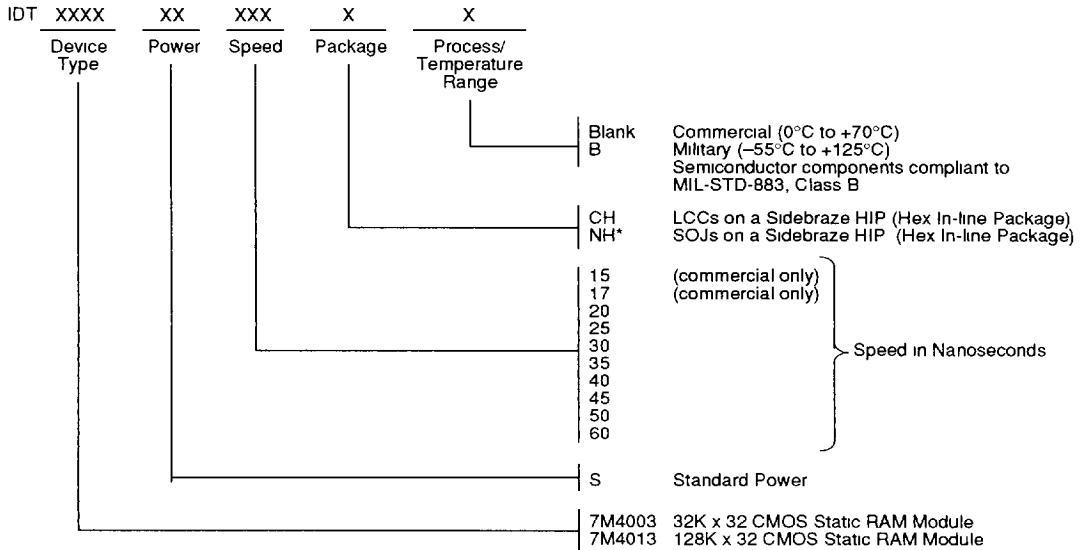 IDT XXXX XX XXX X X
Device Type Power Speed Package Process/ Temperature Range
Blank Commercial (0°C to +70°C)
B Military (–55°C to +125°C)
Semiconductor components compliant to
MIL-STD-883, Class B
CH LCCs on a Sidebraze HIP (Hex In-line Package)
NH* SOJs on a Sidebraze HIP (Hex In-line Package)
15 (commercial only)
17 (commercial only)
20
25
30
35
40
45
50
60
Speed in Nanoseconds
S Standard Power
7M4003 32K x 32 CMOS Static RAM Module
7M4013 128K x 32 CMOS Static RAM Module